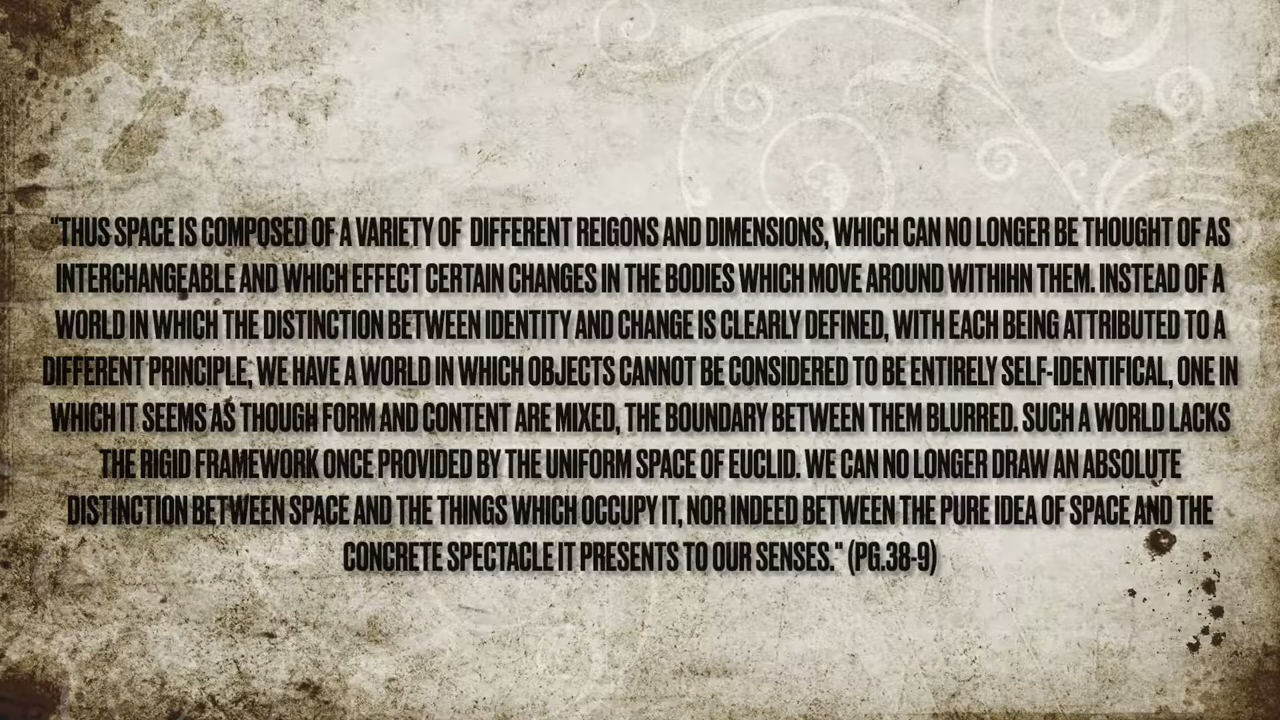 "THUS SPACE IS COMPOSED OF A VARIETY OF  DIFFERENT REIGONS AND DIMENSIONS, WHICH CAN NO LONGER BE THOUGHT OF AS
INTERCHANGEABLE AND WHICH EFFECT CERTAIN CHANGES IN THE BODIES WHICH MOVE AROUND WITHIHN THEM. INSTEAD OF A
WORLD IN WHICH THE DISTINCTION BETWEEN IDENTITY AND CHANGE IS CLEARLY DEFINED, WITH EACH BEING ATTRIBUTED TO A
DIFFERENT PRINCIPLE, WE HAVE A WORLD IN WHICH OBJECTS CANNOT BE CONSIDERED TO BE ENTIRELY SELF-IDENTIFICAL, ONE IN
WHICH IT SEEMS AS THOUGH FORM AND CONTENT ARE MIXED, THE BOUNDARY BETWEEN THEM BLURRED. SUCH A WORLD LACKS
THE RIGID FRAMEWORK ONCE PROVIDED BY THE UNIFORM SPACE OF EUCLID. WE CAN NO LONGER DRAW AN ABSOLUTE
DISTINCTION BETWEEN SPACE AND THE THINGS WHICH OCCUPY IT, NOR INDEED BETWEEN THE PURE IDEA OF SPACE AND THE
CONCRETE SPECTACLE IT PRESENTS TO OUR SENSES." (PG.38-9)